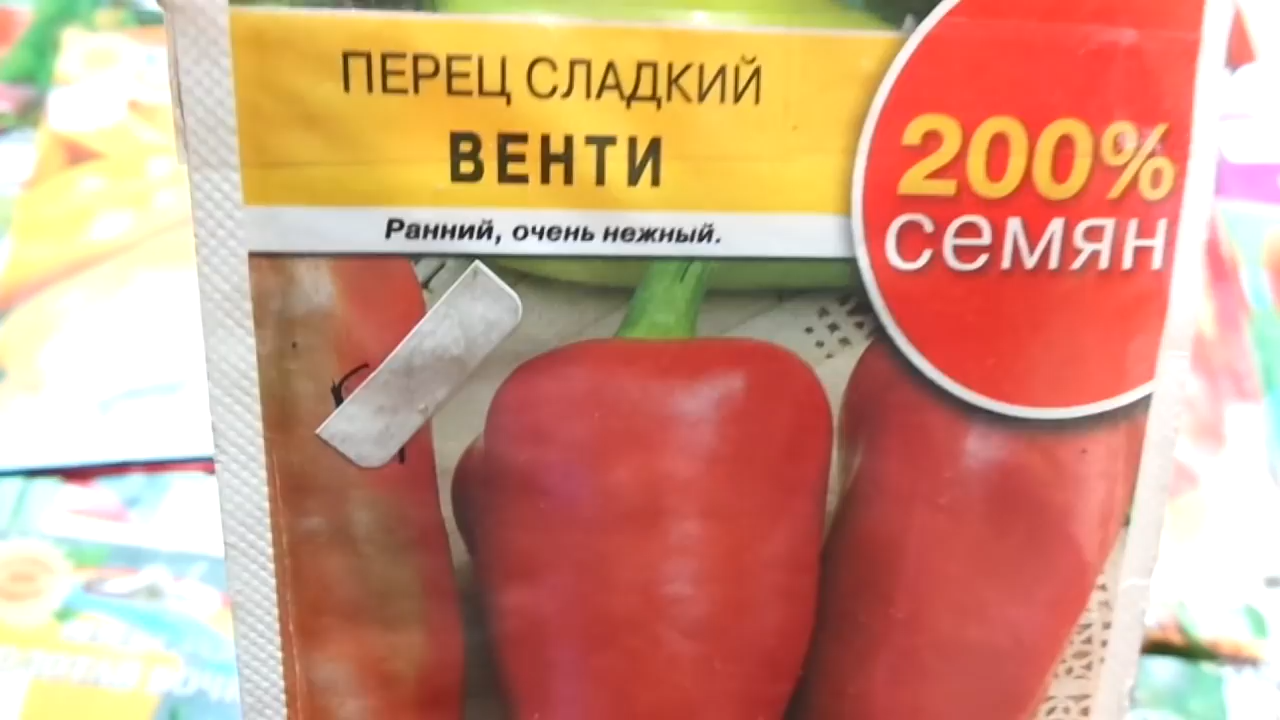 ПЕРЕЦ СЛАДКИЙ
ВЕНТИ
Ранний, очень нежный.
200%
семян